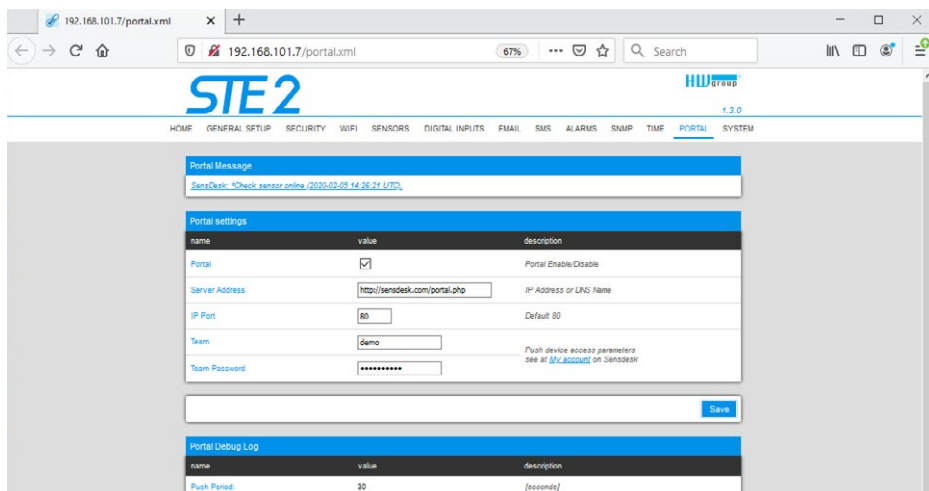 192.168.101.7/portal.xml
192.168.101.7/portal.xml 67% Search
STE2 HWgroup
1.3.0
HOME GENERAL SETUP SECURITY WIFI SENSORS DIGITAL INPUTS EMAIL SMS ALARMS SNMP TIME PORTAL SYSTEM
Portal Message
SensDesk: *Check sensor online (2020-02-05 14:26:21 UTC).
Portal settings
name value description
Portal Portal Enable/Disable
Server Address http://sensdesk.com/portal.php IP Address or DNS Name
IP Port 80 Default 80
Team demo
Push device access parameters
see at My account on Sensdesk
Team Password ••••••••••
Save
Portal Debug Log
name value description
Push Period: 30 [seconds]